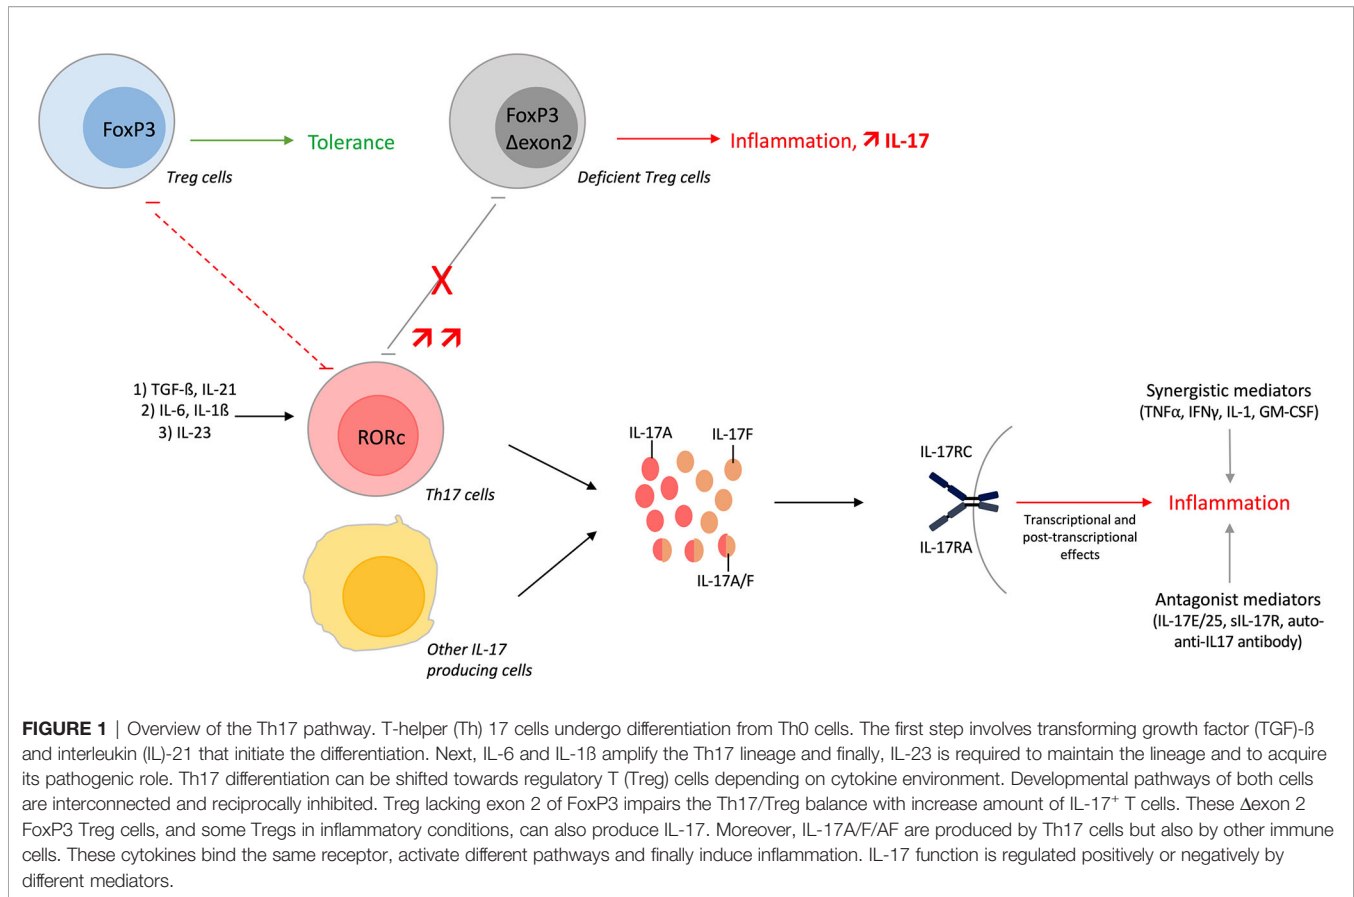 FoxP3
Tolerance
Treg cells
FoxP3
Δexon2
Inflammation, IL-17
Deficient Treg cells
X
1) TGF-ß, IL-21
2) IL-6, IL-1ß
3) IL-23
RORc
Th17 cells
Other IL-17
producing cells
IL-17A
IL-17F
IL-17A/F
IL-17RC
IL-17RA
Transcriptional and
post-transcriptional
effects
Synergistic mediators
(TNFα, IFNγ, IL-1, GM-CSF)
Inflammation
Antagonist mediators
(IL-17E/25, sIL-17R, auto-
anti-IL17 antibody)
FIGURE 1 | Overview of the Th17 pathway. T-helper (Th) 17 cells undergo differentiation from Th0 cells. The first step involves transforming growth factor (TGF)-ß
and interleukin (IL)-21 that initiate the differentiation. Next, IL-6 and IL-1ß amplify the Th17 lineage and finally, IL-23 is required to maintain the lineage and to acquire
its pathogenic role. Th17 differentiation can be shifted towards regulatory T (Treg) cells depending on cytokine environment. Developmental pathways of both cells
are interconnected and reciprocally inhibited. Treg lacking exon 2 of FoxP3 impairs the Th17/Treg balance with increase amount of IL-17⁺ T cells. These Δexon 2
FoxP3 Treg cells, and some Tregs in inflammatory conditions, can also produce IL-17. Moreover, IL-17A/F/AF are produced by Th17 cells but also by other immune
cells. These cytokines bind the same receptor, activate different pathways and finally induce inflammation. IL-17 function is regulated positively or negatively by
different mediators.